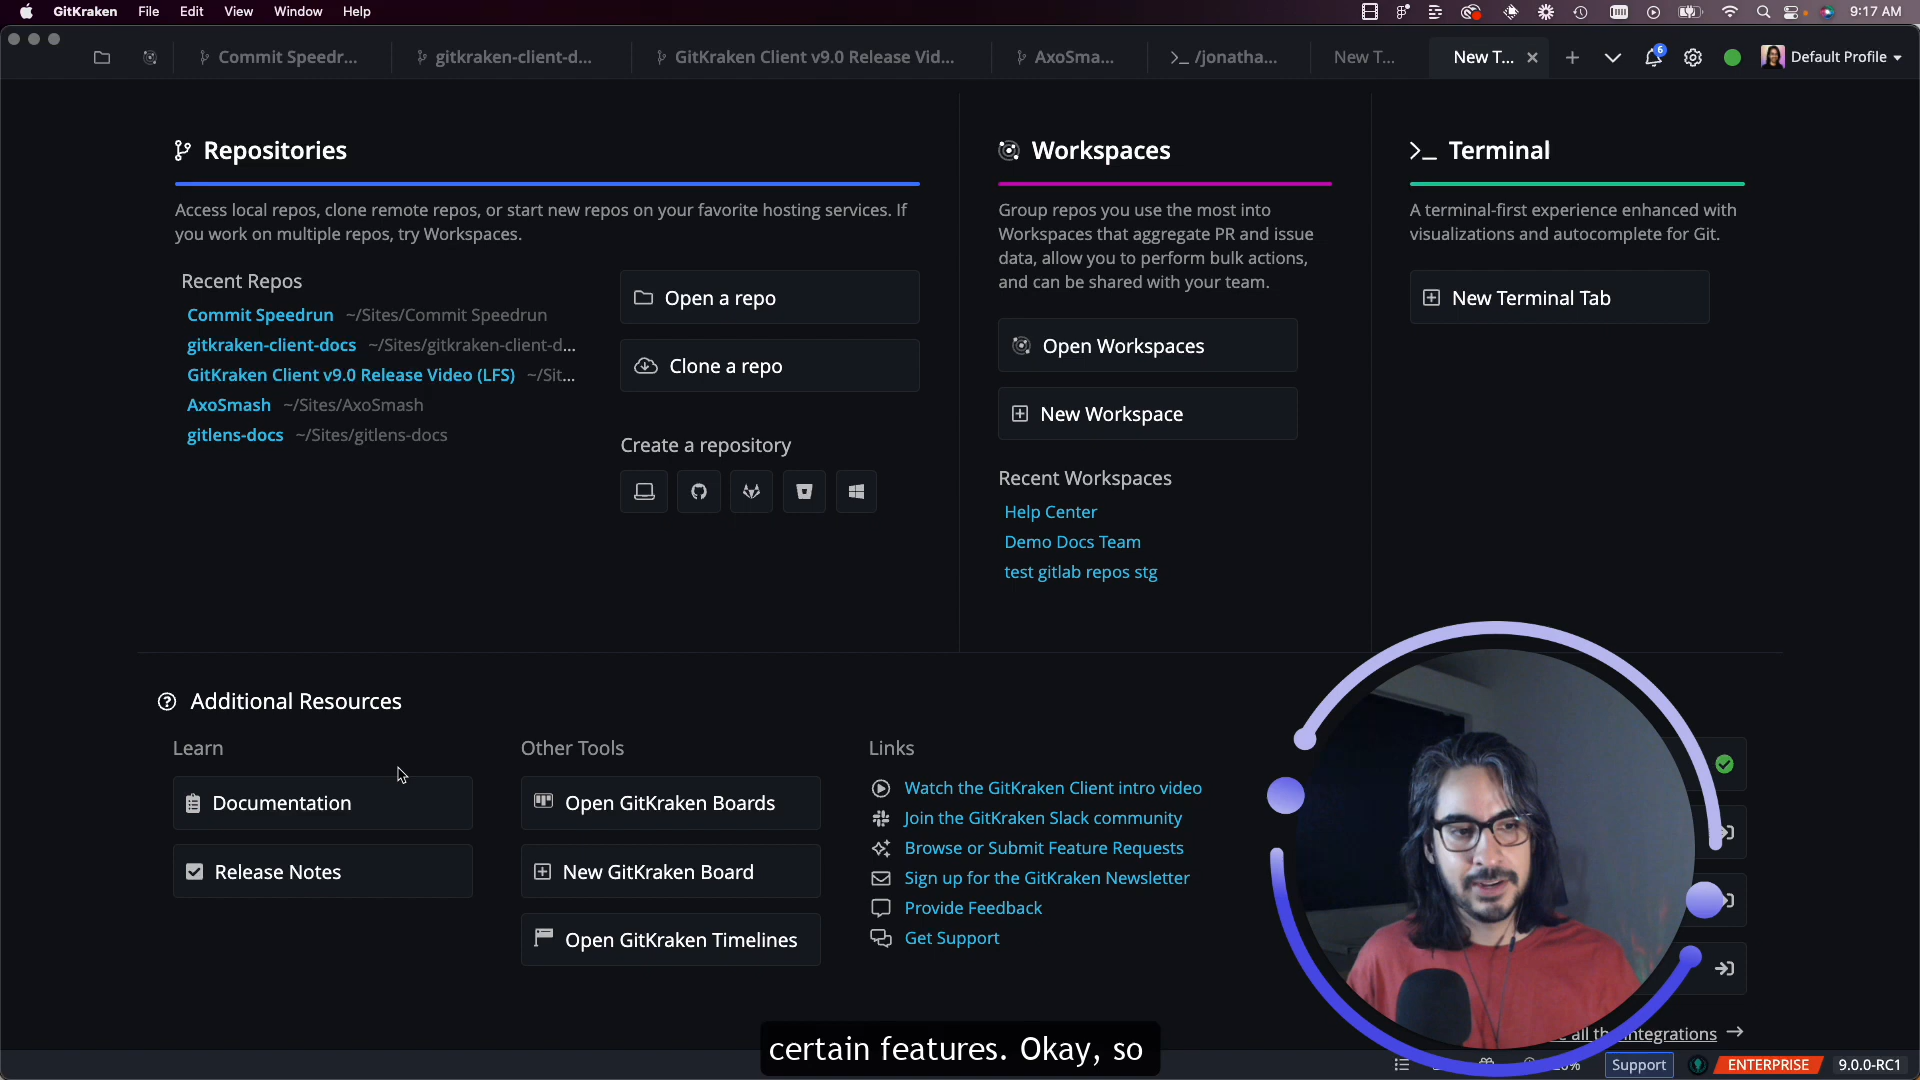 GitKraken File Edit View Window Help 9:17 AM
Commit Speedr... gitkraken-client-d... GitKraken Client v9.0 Release Vid... AxoSma... /jonatha... New T... New T... 6 Default Profile
Repositories
Access local repos, clone remote repos, or start new repos on your favorite hosting services. If
you work on multiple repos, try Workspaces.
Recent Repos
Commit Speedrun ~/Sites/Commit Speedrun
gitkraken-client-docs ~/Sites/gitkraken-client-d...
GitKraken Client v9.0 Release Video (LFS) ~/Sit...
AxoSmash ~/Sites/AxoSmash
gitlens-docs ~/Sites/gitlens-docs
Open a repo
Clone a repo
Create a repository
Workspaces
Group repos you use the most into
Workspaces that aggregate PR and issue
data, allow you to perform bulk actions,
and can be shared with your team.
Open Workspaces
New Workspace
Recent Workspaces
Help Center
Demo Docs Team
test gitlab repos stg
Terminal
A terminal-first experience enhanced with
visualizations and autocomplete for Git.
New Terminal Tab
Additional Resources
Learn
Documentation
Release Notes
Other Tools
Open GitKraken Boards
New GitKraken Board
Open GitKraken Timelines
Links
Watch the GitKraken Client intro video
Join the GitKraken Slack community
Browse or Submit Feature Requests
Sign up for the GitKraken Newsletter
Provide Feedback
Get Support
all integrations
certain features. Okay, so
Support ENTERPRISE 9.0.0-RC1